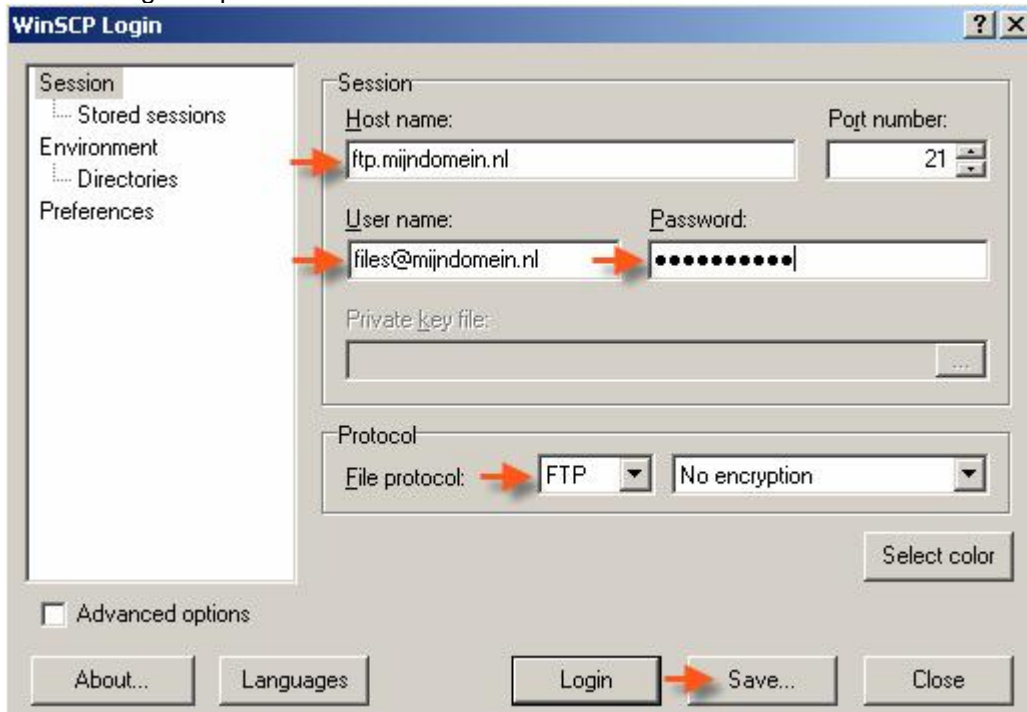 WinSCP Login
Session
Stored sessions
Environment
Directories
Preferences
Session
Host name: Port number:
ftp.mijndomein.nl 21
User name: Password:
files@mijndomein.nl ••••••••••
Private key file:
...
Protocol
File protocol: FTP No encryption
Select color
Advanced options
About... Languages Login Save... Close